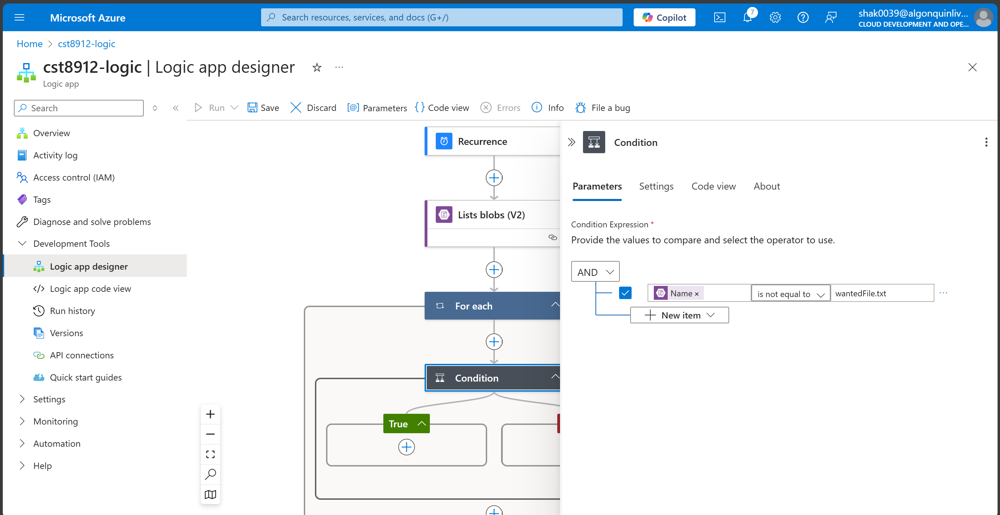 Microsoft Azure
Search resources, services, and docs (G+/)
Copilot
7
shak0039@algonquinliv...
CLOUD DEVELOPMENT AND OPE...
Home > cst8912-logic
cst8912-logic | Logic app designer
Logic app
Search
Run
Save
Discard
Parameters
Code view
Errors
Info
File a bug
Overview
Activity log
Access control (IAM)
Tags
Diagnose and solve problems
Development Tools
Logic app designer
Logic app code view
Run history
Versions
API connections
Quick start guides
Settings
Monitoring
Automation
Help
Recurrence
Lists blobs (V2)
For each
Condition
True
Condition
Parameters
Settings
Code view
About
Condition Expression *
Provide the values to compare and select the operator to use.
AND
Name ×
is not equal to
wantedFile.txt
New item